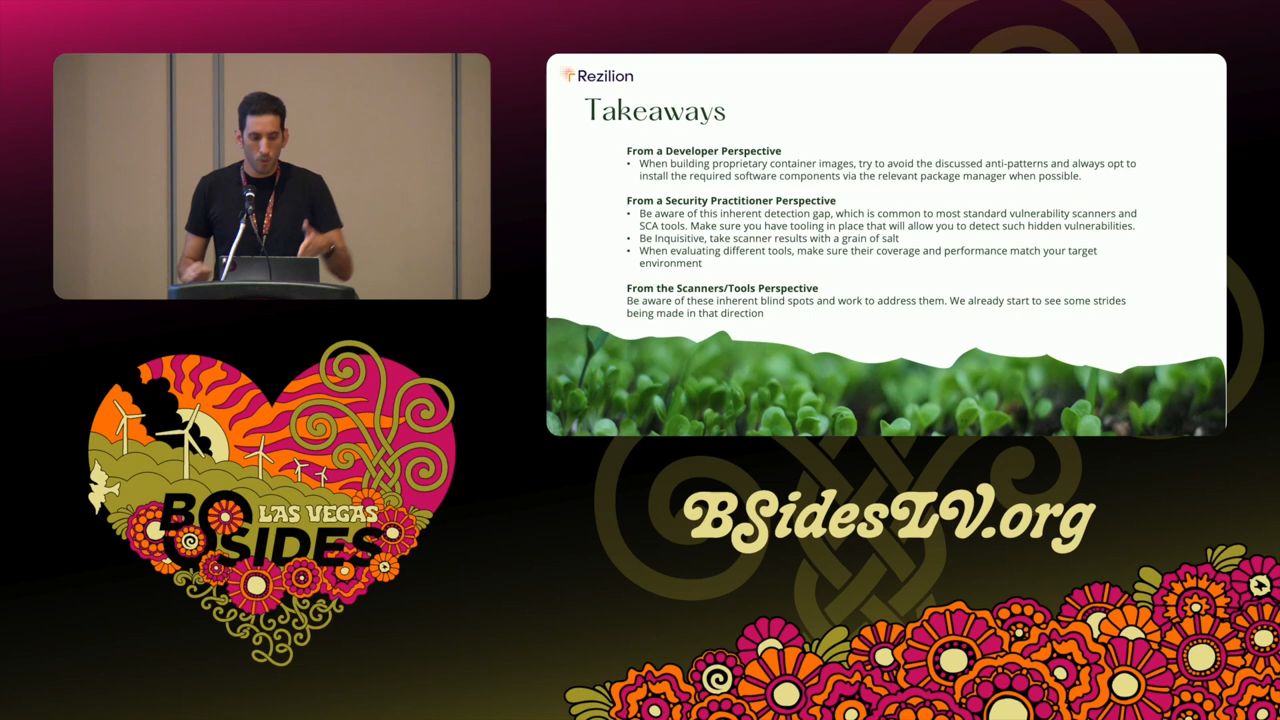 Rezilion
Takeaways
From a Developer Perspective
• When building proprietary container images, try to avoid the discussed anti-patterns and always opt to
install the required software components via the relevant package manager when possible.
From a Security Practitioner Perspective
• Be aware of this inherent detection gap, which is common to most standard vulnerability scanners and
SCA tools. Make sure you have tooling in place that will allow you to detect such hidden vulnerabilities.
• Be Inquisitive, take scanner results with a grain of salt
• When evaluating different tools, make sure their coverage and performance match your target
environment
From the Scanners/Tools Perspective
Be aware of these inherent blind spots and work to address them. We already start to see some strides
being made in that direction
BSIDES
LAS VEGAS
23
BSidesLV.org